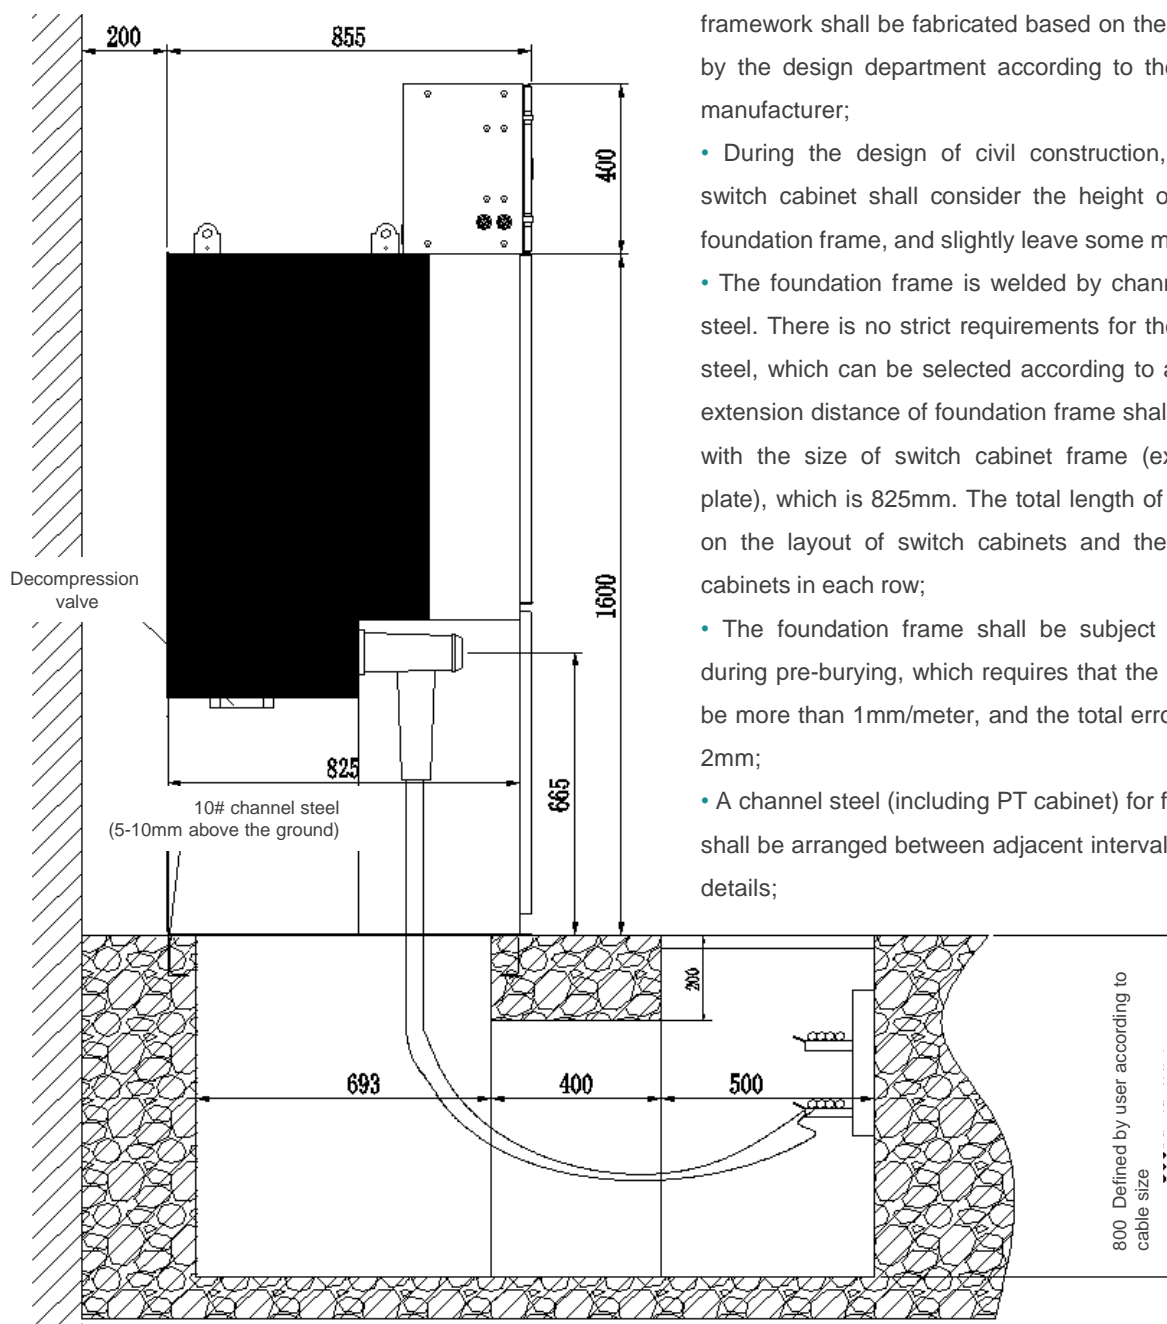 framework shall be fabricated based on the
by the design department according to the
manufacturer;
• During the design of civil construction,
switch cabinet shall consider the height o
foundation frame, and slightly leave some m
• The foundation frame is welded by chann
steel. There is no strict requirements for the
steel, which can be selected according to a
extension distance of foundation frame shal
with the size of switch cabinet frame (ex
plate), which is 825mm. The total length of
on the layout of switch cabinets and the
cabinets in each row;
• The foundation frame shall be subject
during pre-burying, which requires that the
be more than 1mm/meter, and the total erro
2mm;
• A channel steel (including PT cabinet) for f
shall be arranged between adjacent interval
details;
200
855
400
1600
Decompression
valve
825
665
10# channel steel
(5-10mm above the ground)
200
693
400
500
800 Defined by user according to
cable size